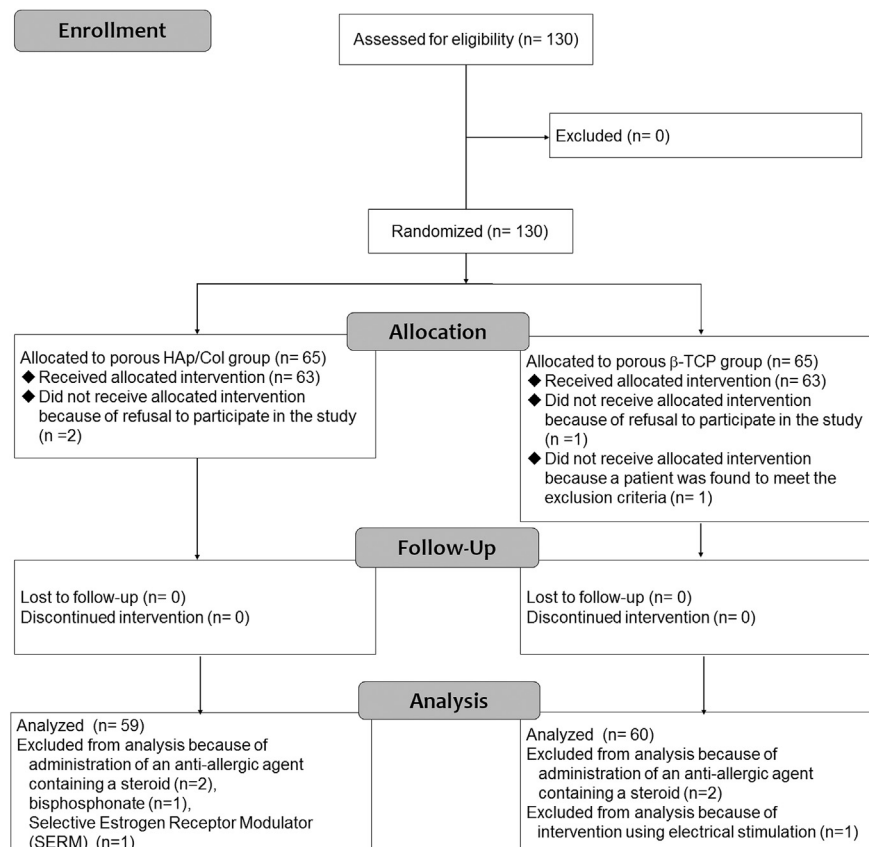 Enrollment
Assessed for eligibility (n= 130)
Excluded (n= 0)
Randomized (n= 130)
Allocation
Allocated to porous HAp/Col group (n= 65)
◆ Received allocated intervention (n= 63)
◆ Did not receive allocated intervention
because of refusal to participate in the study
(n =2)
Allocated to porous β-TCP group (n= 65)
◆ Received allocated intervention (n= 63)
◆ Did not receive allocated intervention
because of refusal to participate in the study
(n =1)
◆ Did not receive allocated intervention
because a patient was found to meet the
exclusion criteria (n= 1)
Follow-Up
Lost to follow-up (n= 0)
Discontinued intervention (n= 0)
Lost to follow-up (n= 0)
Discontinued intervention (n= 0)
Analysis
Analyzed (n= 59)
Excluded from analysis because of
administration of an anti-allergic agent
containing a steroid (n=2),
bisphosphonate (n=1),
Selective Estrogen Receptor Modulator
(SERM) (n=1)
Analyzed (n= 60)
Excluded from analysis because of
administration of an anti-allergic agent
containing a steroid (n=2)
Excluded from analysis because of
intervention using electrical stimulation (n=1)